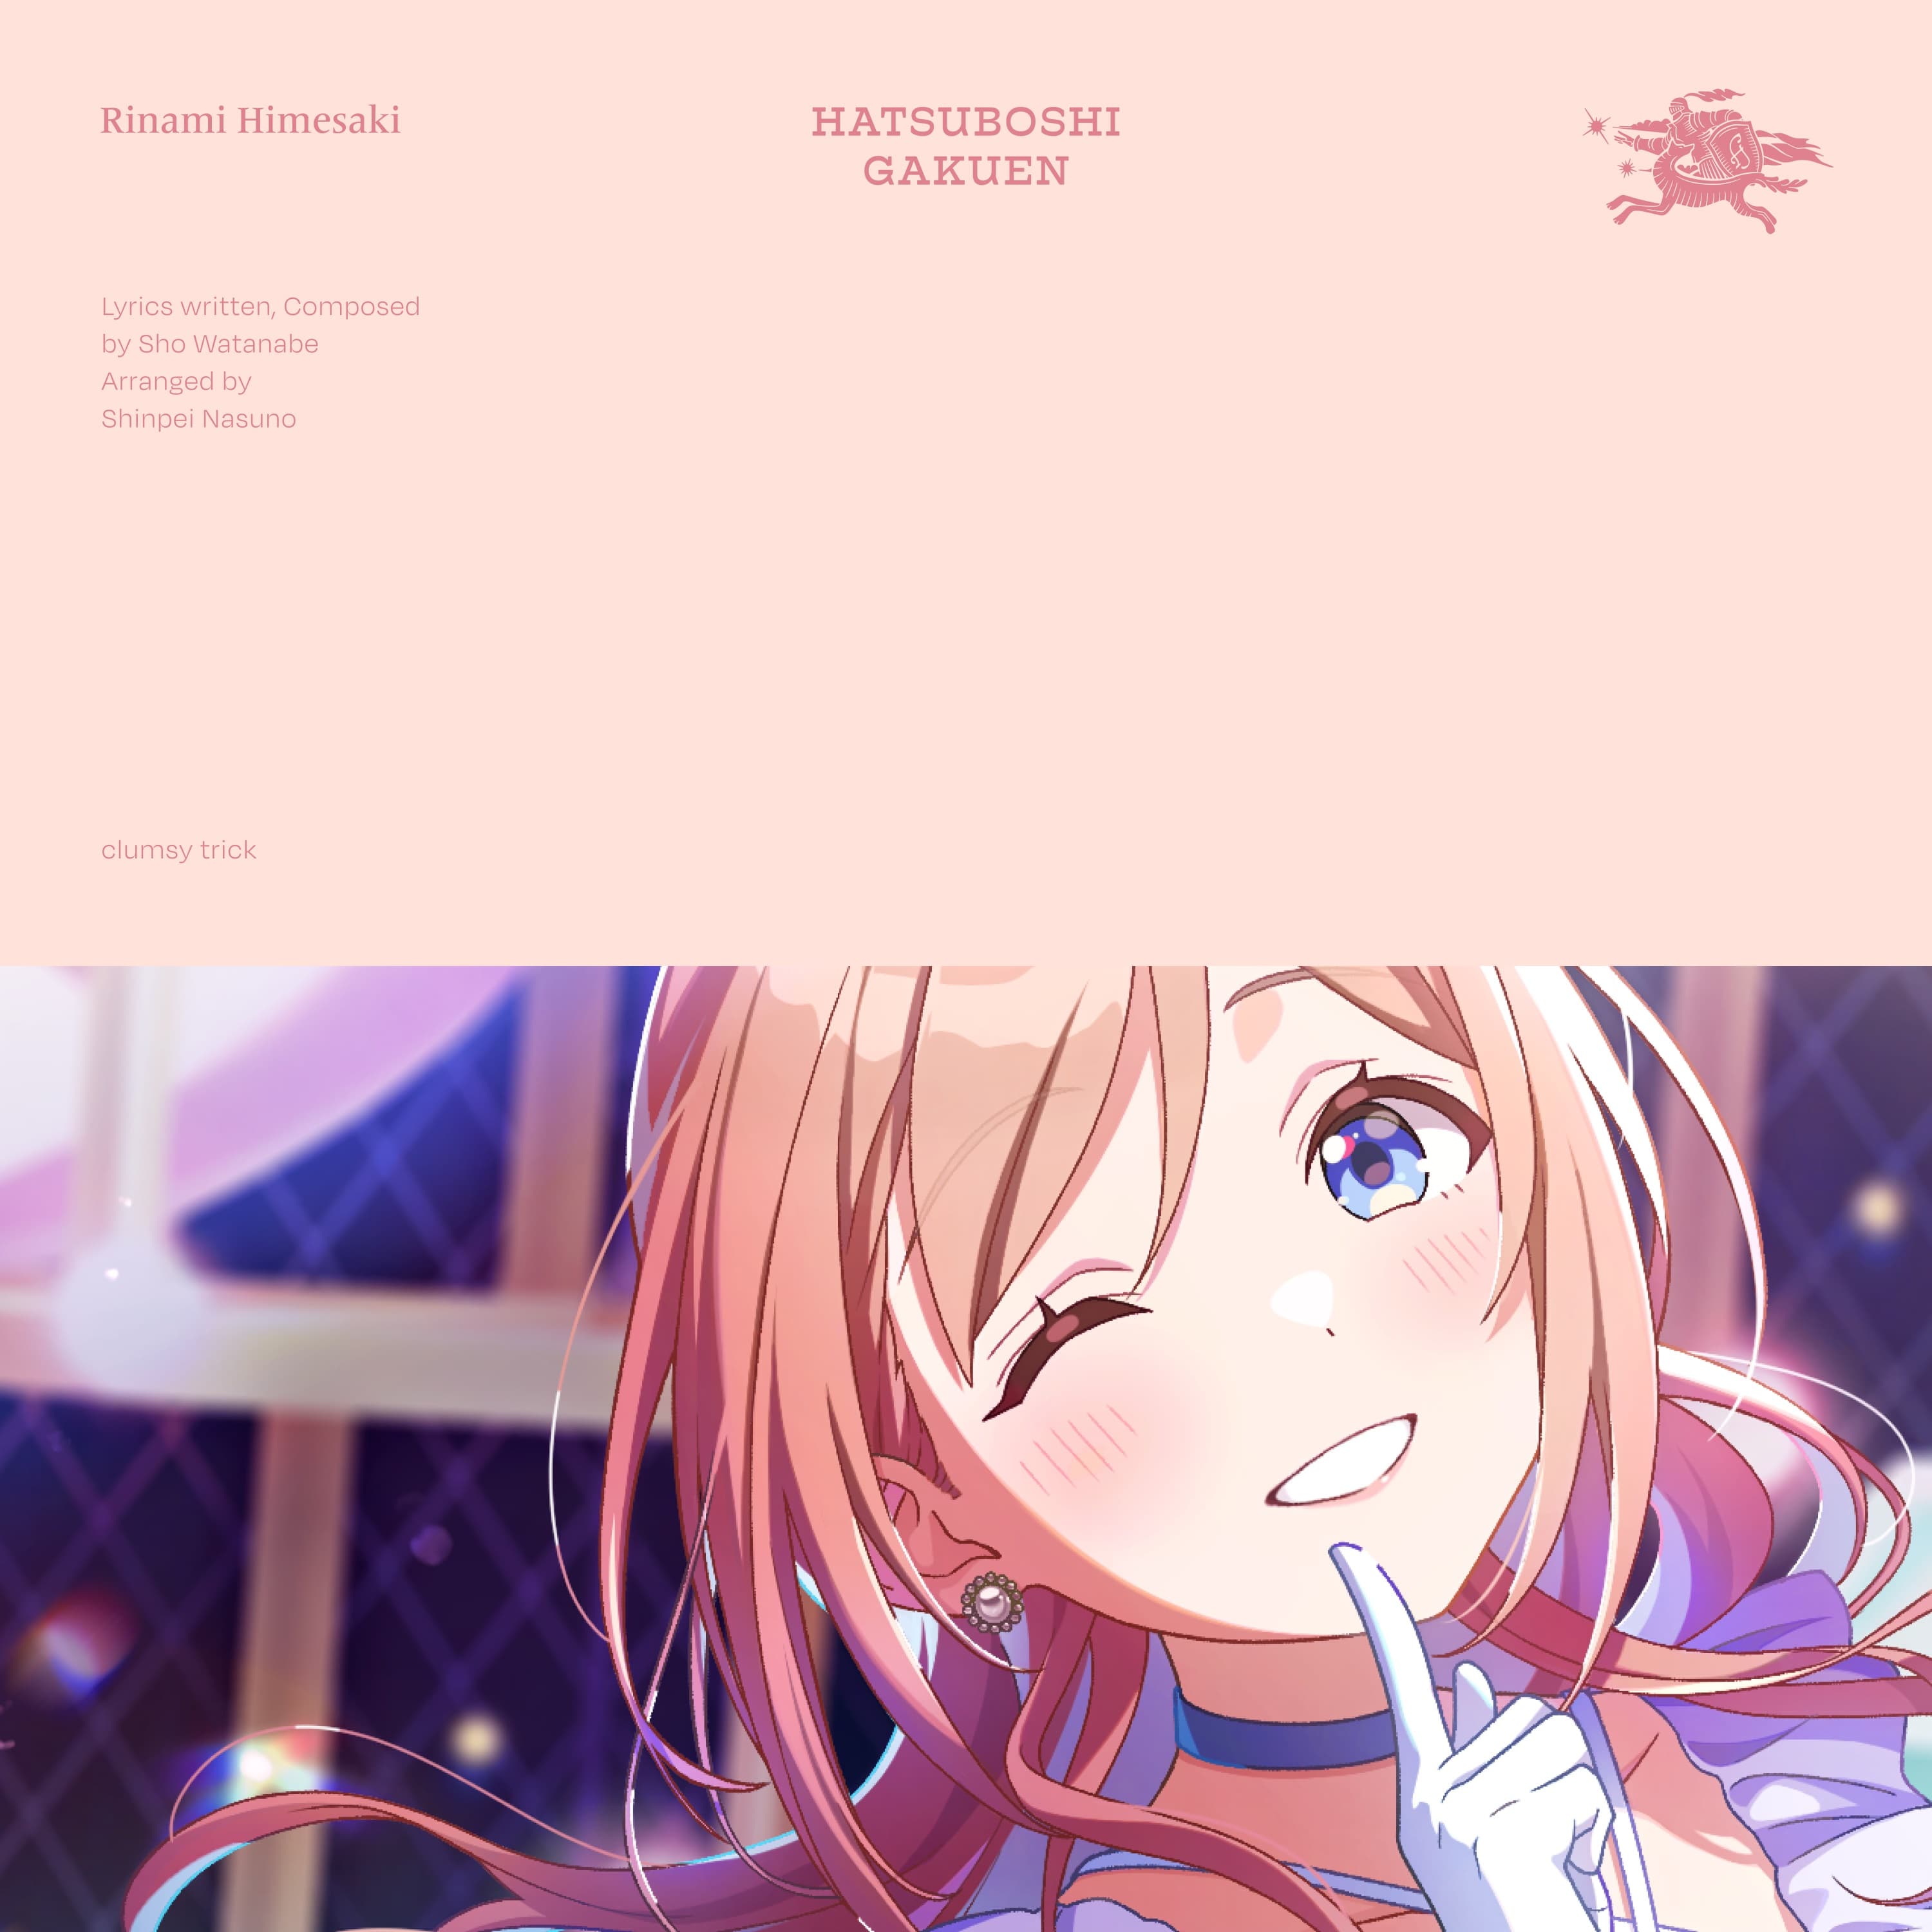 Rinami Himesaki
HATSUBOSHI
GAKUEN
Lyrics written, Composed
by Sho Watanabe
Arranged by
Shinpei Nasuno
clumsy trick